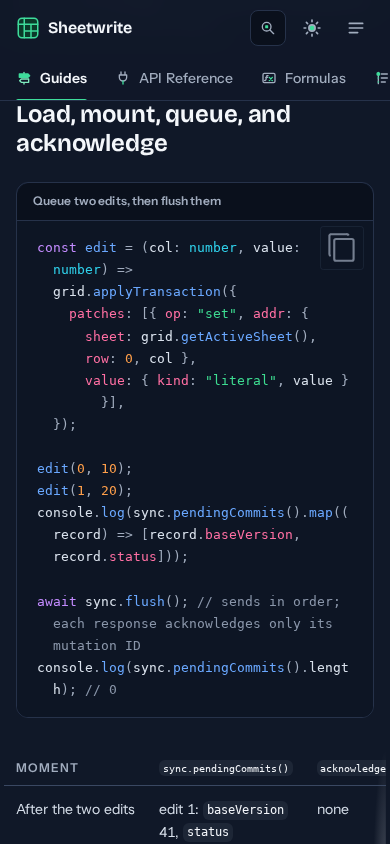 Sheetwrite
Guides
API Reference
Formulas
Load, mount, queue, and
acknowledge
Queue two edits, then flush them
const edit = (col: number, value:
number) =>
grid.applyTransaction({
patches: [{ op: "set", addr: {
sheet: grid.getActiveSheet(),
row: 0, col },
value: { kind: "literal", value }
}],
});
edit(0, 10);
edit(1, 20);
console.log(sync.pendingCommits().map((
record) => [record.baseVersion,
record.status]));
await sync.flush(); // sends in order;
each response acknowledges only its
mutation ID
console.log(sync.pendingCommits().lengt
h); // 0
MOMENT sync.pendingCommits() acknowledge
After the two edits edit 1: baseVersion none
41, status